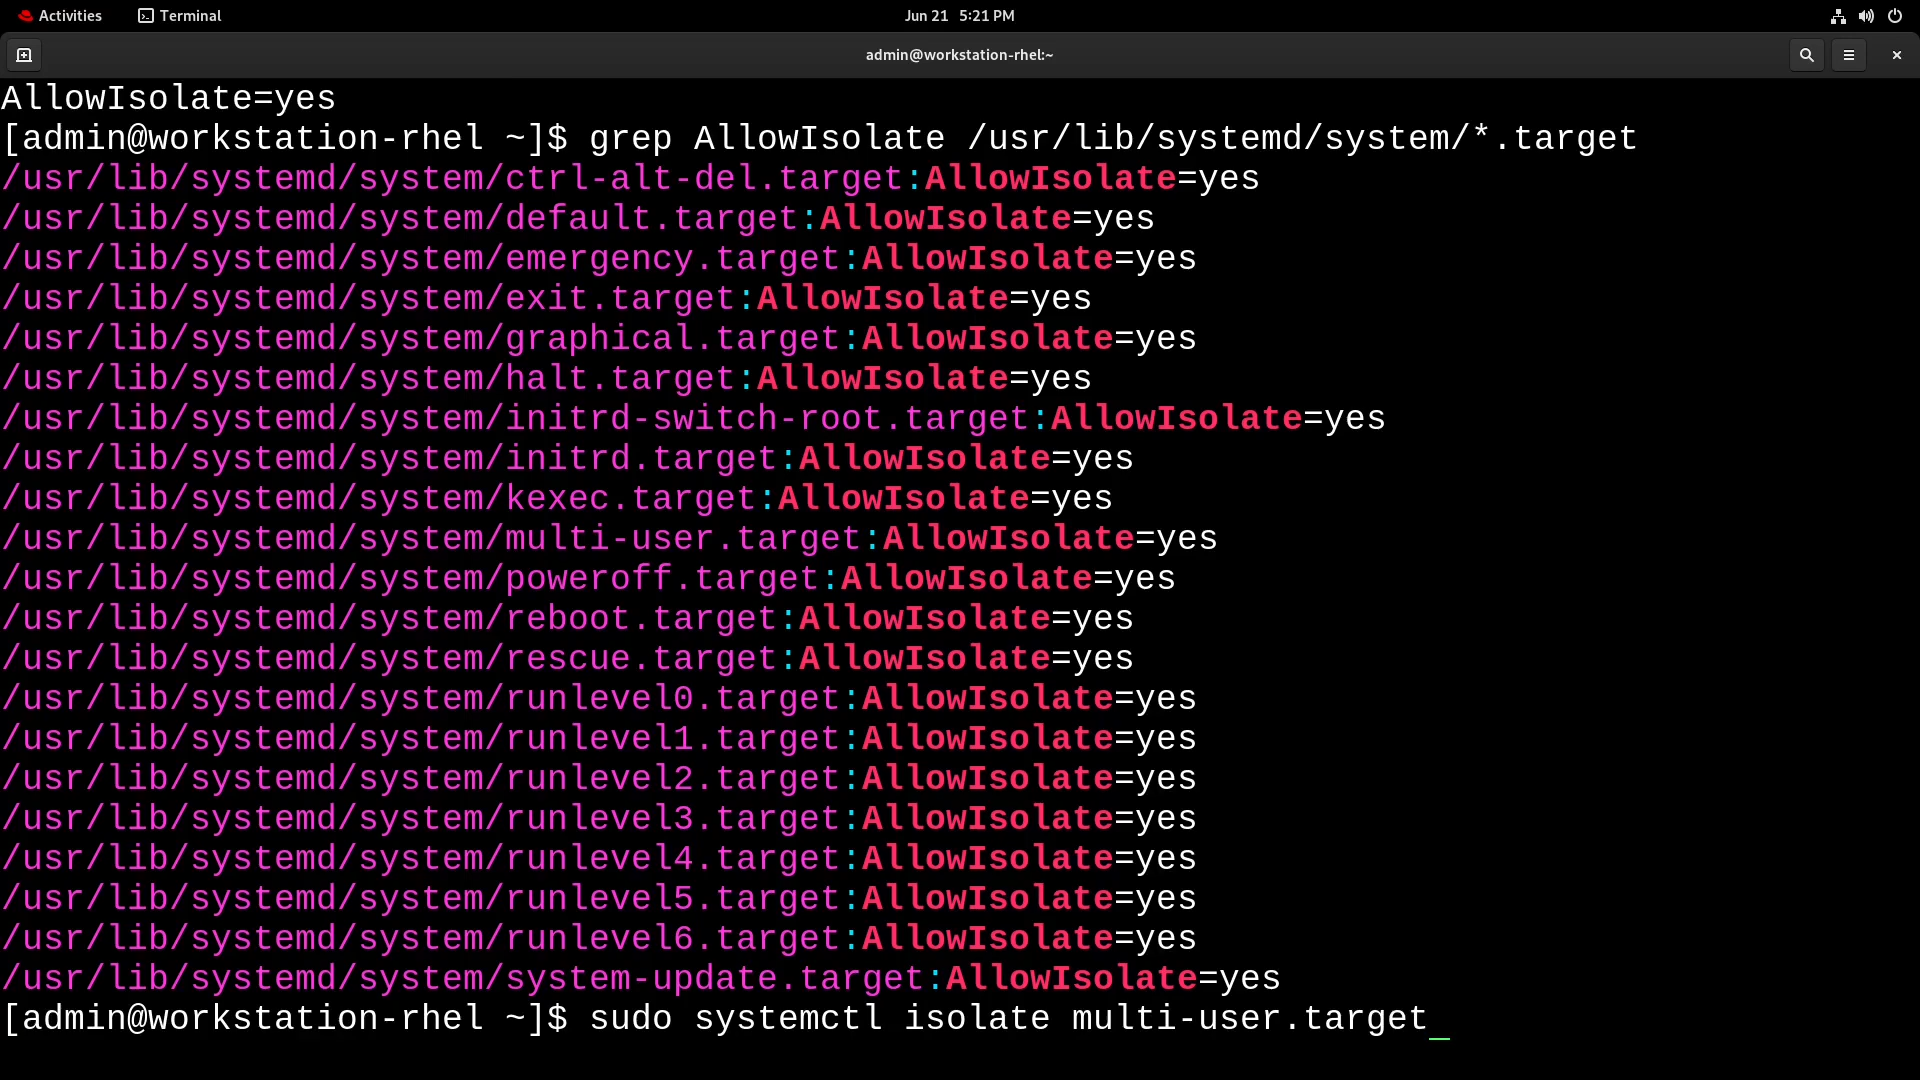 Activities Terminal Jun 21 5:21 PM
admin@workstation-rhel:~
AllowIsolate=yes
[admin@workstation-rhel ~]$ grep AllowIsolate /usr/lib/systemd/system/*.target
/usr/lib/systemd/system/ctrl-alt-del.target:AllowIsolate=yes
/usr/lib/systemd/system/default.target:AllowIsolate=yes
/usr/lib/systemd/system/emergency.target:AllowIsolate=yes
/usr/lib/systemd/system/exit.target:AllowIsolate=yes
/usr/lib/systemd/system/graphical.target:AllowIsolate=yes
/usr/lib/systemd/system/halt.target:AllowIsolate=yes
/usr/lib/systemd/system/initrd-switch-root.target:AllowIsolate=yes
/usr/lib/systemd/system/initrd.target:AllowIsolate=yes
/usr/lib/systemd/system/kexec.target:AllowIsolate=yes
/usr/lib/systemd/system/multi-user.target:AllowIsolate=yes
/usr/lib/systemd/system/poweroff.target:AllowIsolate=yes
/usr/lib/systemd/system/reboot.target:AllowIsolate=yes
/usr/lib/systemd/system/rescue.target:AllowIsolate=yes
/usr/lib/systemd/system/runlevel0.target:AllowIsolate=yes
/usr/lib/systemd/system/runlevel1.target:AllowIsolate=yes
/usr/lib/systemd/system/runlevel2.target:AllowIsolate=yes
/usr/lib/systemd/system/runlevel3.target:AllowIsolate=yes
/usr/lib/systemd/system/runlevel4.target:AllowIsolate=yes
/usr/lib/systemd/system/runlevel5.target:AllowIsolate=yes
/usr/lib/systemd/system/runlevel6.target:AllowIsolate=yes
/usr/lib/systemd/system/system-update.target:AllowIsolate=yes
[admin@workstation-rhel ~]$ sudo systemctl isolate multi-user.target